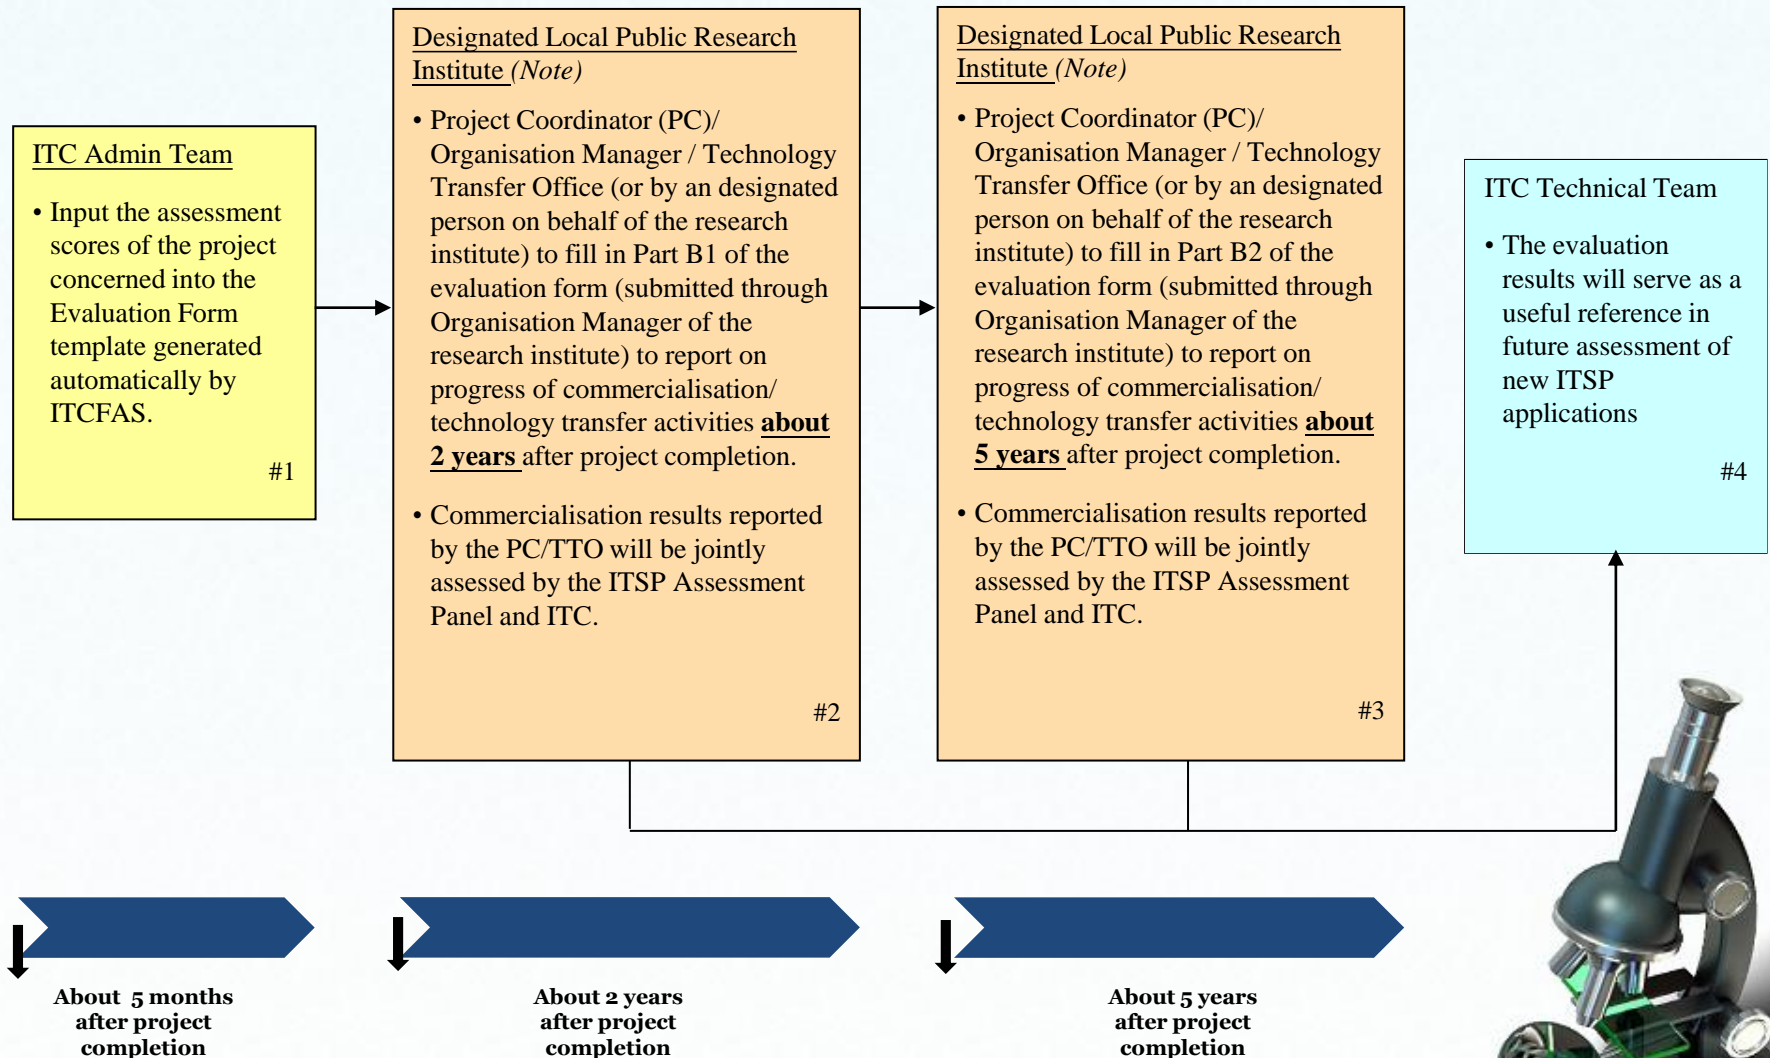 ITC Admin Team
• Input the assessment
scores of the project
concerned into the
Evaluation Form
template generated
automatically by
ITCFAS.
#1
Designated Local Public Research
Institute (Note)
• Project Coordinator (PC)/
Organisation Manager / Technology
Transfer Office (or by an designated
person on behalf of the research
institute) to fill in Part B1 of the
evaluation form (submitted through
Organisation Manager of the
research institute) to report on
progress of commercialisation/
technology transfer activities about
2 years after project completion.
• Commercialisation results reported
by the PC/TTO will be jointly
assessed by the ITSP Assessment
Panel and ITC.
#2
Designated Local Public Research
Institute (Note)
• Project Coordinator (PC)/
Organisation Manager / Technology
Transfer Office (or by an designated
person on behalf of the research
institute) to fill in Part B2 of the
evaluation form (submitted through
Organisation Manager of the
research institute) to report on
progress of commercialisation/
technology transfer activities about
5 years after project completion.
• Commercialisation results reported
by the PC/TTO will be jointly
assessed by the ITSP Assessment
Panel and ITC.
#3
ITC Technical Team
• The evaluation
results will serve as a
useful reference in
future assessment of
new ITSP
applications
#4
About 5 months
after project
completion
About 2 years
after project
completion
About 5 years
after project
completion